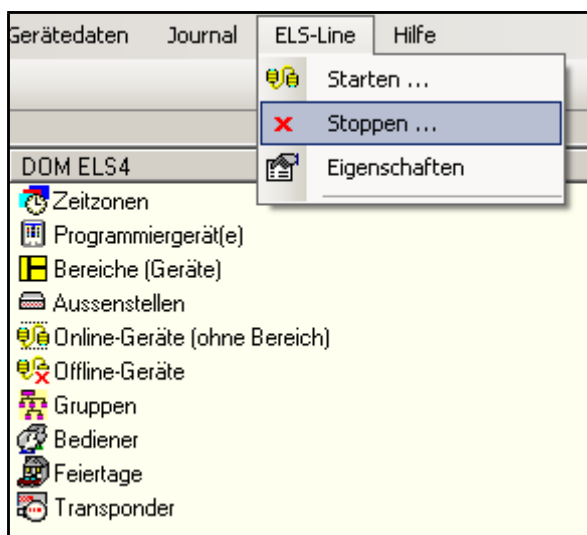 Gerätedaten Journal ELS-Line Hilfe
Starten ...
Stoppen ...
Eigenschaften
DOM ELS4
Zeitzonen
Programmiergerät(e)
Bereiche (Geräte)
Aussenstellen
Online-Geräte (ohne Bereich)
Offline-Geräte
Gruppen
Bediener
Feiertage
Transponder